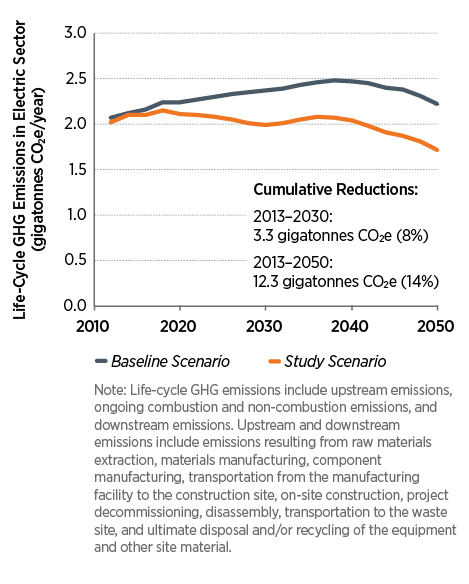 Life-Cycle GHG Emissions in Electric Sector
(gigatonnes CO₂e/year)
3.0
2.5
2.0
1.5
1.0
0.5
0.0
Cumulative Reductions:
2013–2030:
3.3 gigatonnes CO₂e (8%)
2013–2050:
12.3 gigatonnes CO₂e (14%)
2010 2020 2030 2040 2050
Baseline Scenario Study Scenario
Note: Life-cycle GHG emissions include upstream emissions,
ongoing combustion and non-combustion emissions, and
downstream emissions. Upstream and downstream
emissions include emissions resulting from raw materials
extraction, materials manufacturing, component
manufacturing, transportation from the manufacturing
facility to the construction site, on-site construction, project
decommissioning, disassembly, transportation to the waste
site, and ultimate disposal and/or recycling of the equipment
and other site material.